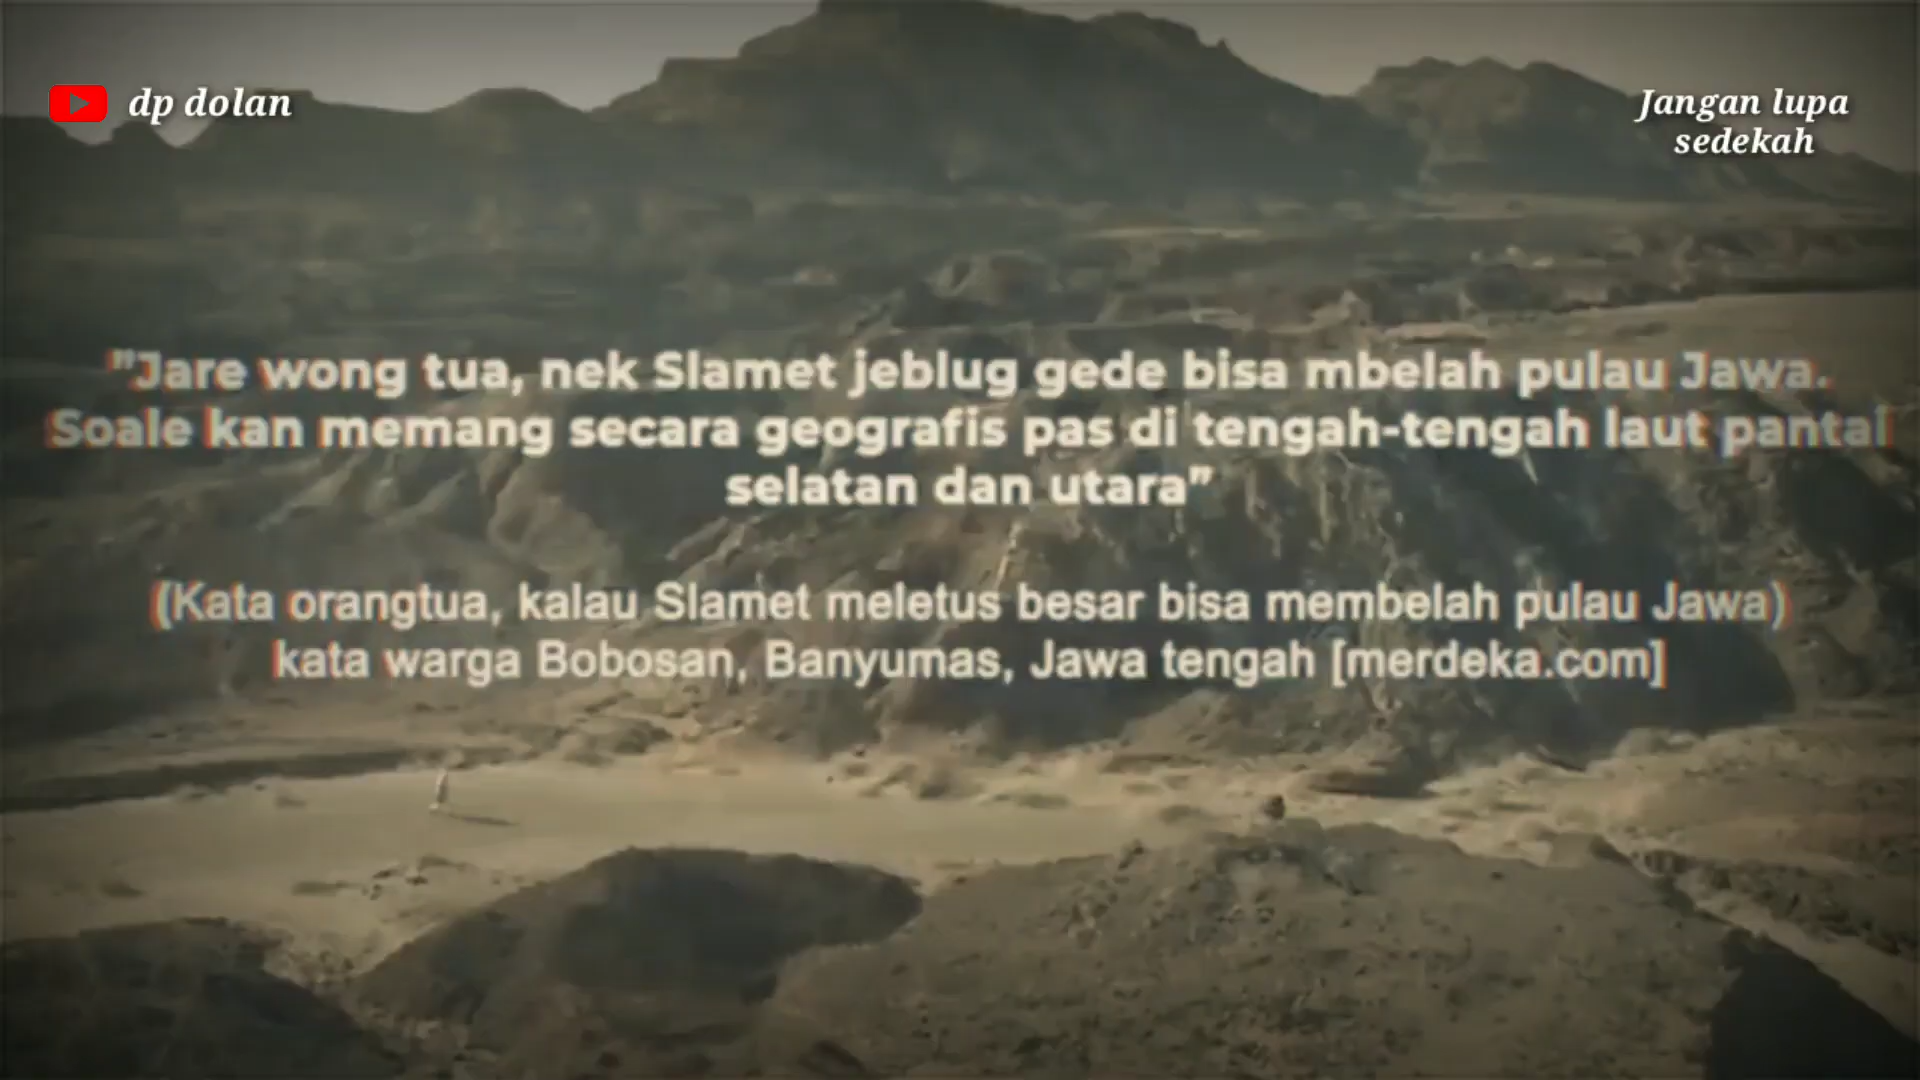 dp dolan
Jangan lupa
sedekah
"Jare wong tua, nek Slamet jeblug gede bisa mbelah pulau Jawa.
Soale kan memang secara geografis pas di tengah-tengah laut pantai
selatan dan utara"
(Kata orangtua, kalau Slamet meletus besar bisa membelah pulau Jawa)
kata warga Bobosan, Banyumas, Jawa tengah [merdeka.com]